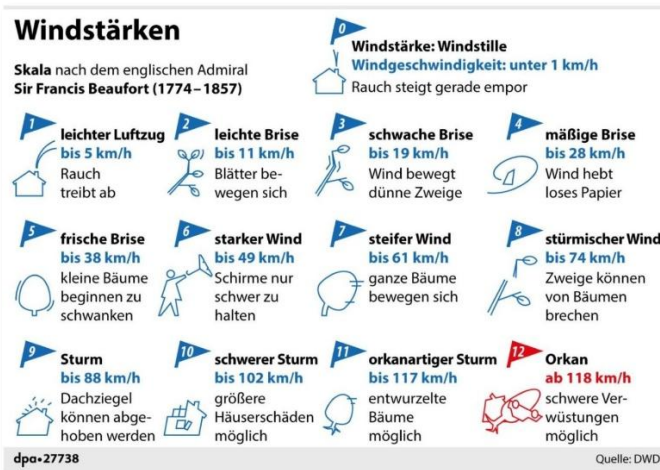 Windstärken
Skala nach dem englischen Admiral
Sir Francis Beaufort (1774–1857)
0
Windstärke: Windstille
Windgeschwindigkeit: unter 1 km/h
Rauch steigt gerade empor
1
leichter Luftzug
bis 5 km/h
Rauch
treibt ab
2
leichte Brise
bis 11 km/h
Blätter be-
wegen sich
3
schwache Brise
bis 19 km/h
Wind bewegt
dünne Zweige
4
mäßige Brise
bis 28 km/h
Wind hebt
loses Papier
5
frische Brise
bis 38 km/h
kleine Bäume
beginnen zu
schwanken
6
starker Wind
bis 49 km/h
Schirme nur
schwer zu
halten
7
steifer Wind
bis 61 km/h
ganze Bäume
bewegen sich
8
stürmischer Wind
bis 74 km/h
Zweige können
von Bäumen
brechen
9
Sturm
bis 88 km/h
Dachziegel
können abge-
hoben werden
10
schwerer Sturm
bis 102 km/h
größere
Häuserschäden
möglich
11
orkanartiger Sturm
bis 117 km/h
entwurzelte
Bäume
möglich
12
Orkan
ab 118 km/h
schwere Ver-
wüstungen
möglich
dpa•27738
Quelle: DWD